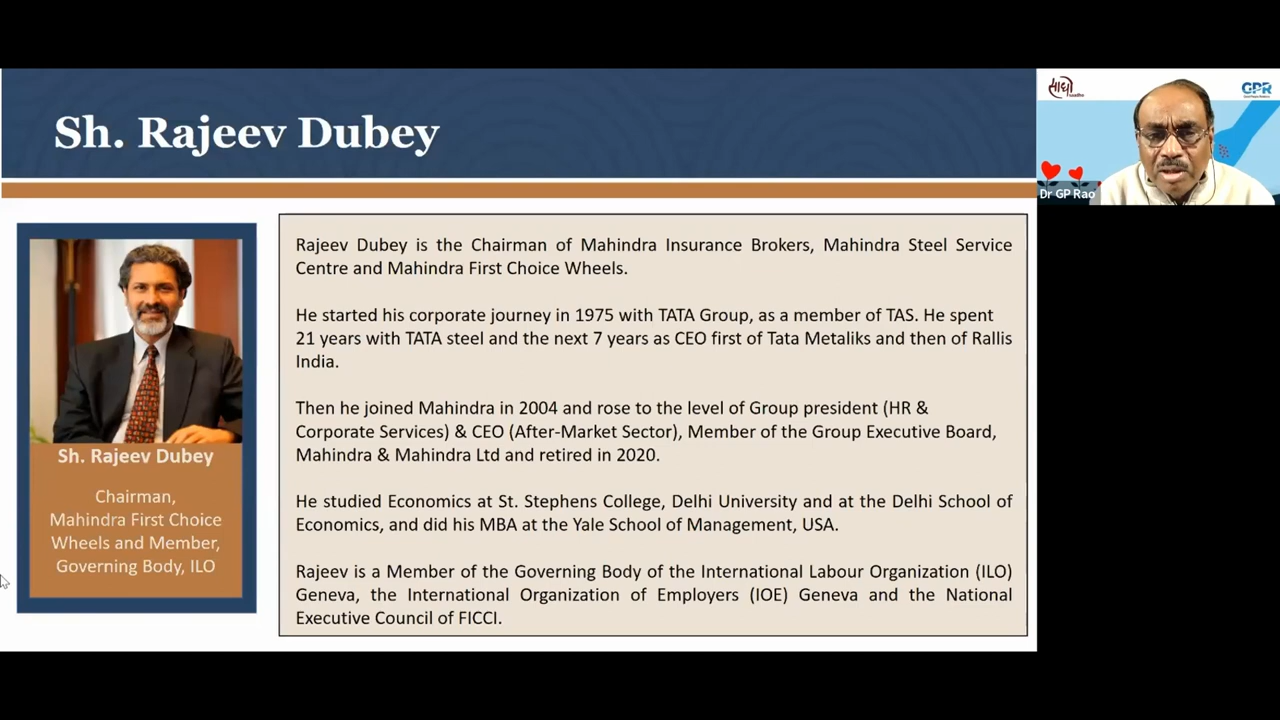 Sh. Rajeev Dubey
Rajeev Dubey is the Chairman of Mahindra Insurance Brokers, Mahindra Steel Service
Centre and Mahindra First Choice Wheels.
He started his corporate journey in 1975 with TATA Group, as a member of TAS. He spent
21 years with TATA steel and the next 7 years as CEO first of Tata Metaliks and then of Rallis
India.
Then he joined Mahindra in 2004 and rose to the level of Group president (HR &
Corporate Services) & CEO (After-Market Sector), Member of the Group Executive Board,
Mahindra & Mahindra Ltd and retired in 2020.
He studied Economics at St. Stephens College, Delhi University and at the Delhi School of
Economics, and did his MBA at the Yale School of Management, USA.
Rajeev is a Member of the Governing Body of the International Labour Organization (ILO)
Geneva, the International Organization of Employers (IOE) Geneva and the National
Executive Council of FICCI.
Sh. Rajeev Dubey
Chairman,
Mahindra First Choice
Wheels and Member,
Governing Body, ILO
સાધો
GPR
Dr GP Rao